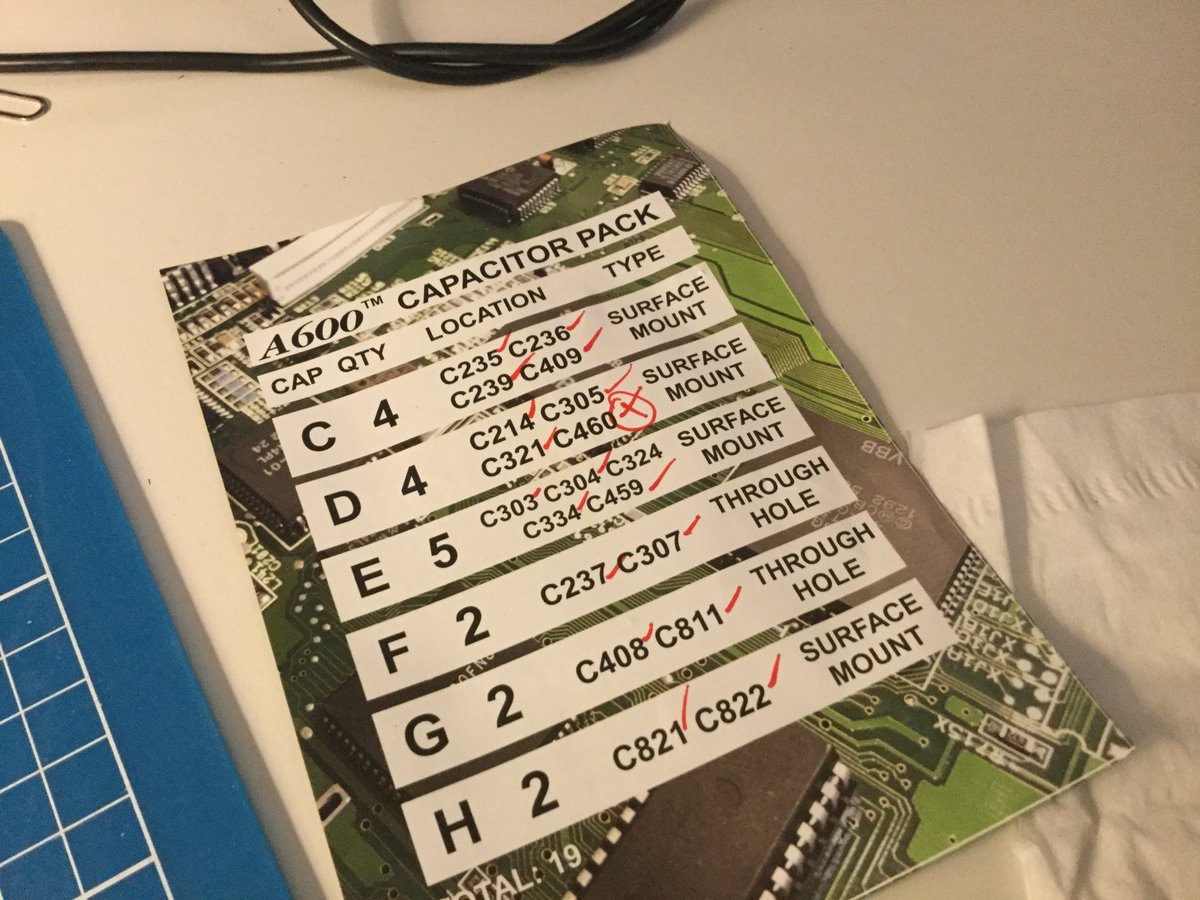 A600™ CAPACITOR PACK
CAP QTY LOCATION TYPE
C 4 C235 C236 SURFACE
C239 C409 MOUNT
D 4 C214 C305 SURFACE
C321 C460 MOUNT
E 5 C303 C304 C324 SURFACE
C334 C459 MOUNT
F 2 C237 C307 THROUGH
HOLE
G 2 C408 C811 THROUGH
HOLE
H 2 C821 C822 SURFACE
MOUNT
TOTAL: 19
VBB